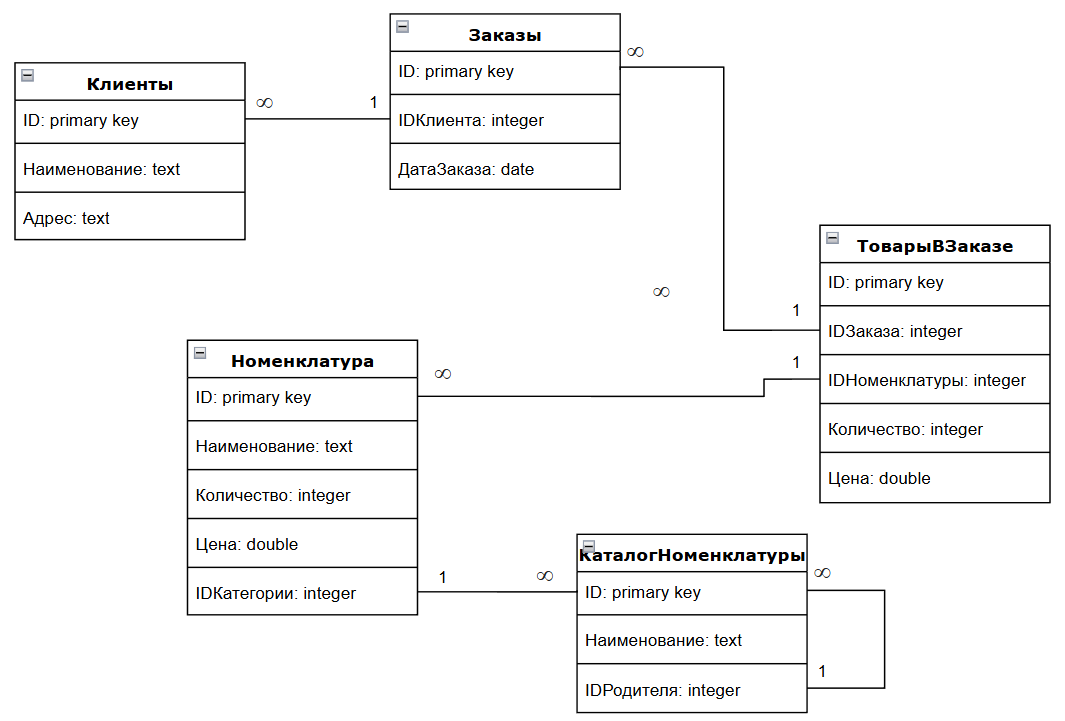 Клиенты
ID: primary key
Наименование: text
Адрес: text
∞
1
Заказы
ID: primary key
IDКлиента: integer
ДатаЗаказа: date
∞
ТоварыВЗаказе
ID: primary key
IDЗаказа: integer
IDНоменклатуры: integer
Количество: integer
Цена: double
∞
1
1
Номенклатура
ID: primary key
Наименование: text
Количество: integer
Цена: double
IDКатегории: integer
∞
1
∞
КаталогНоменклатуры
ID: primary key
Наименование: text
IDРодителя: integer
∞
1